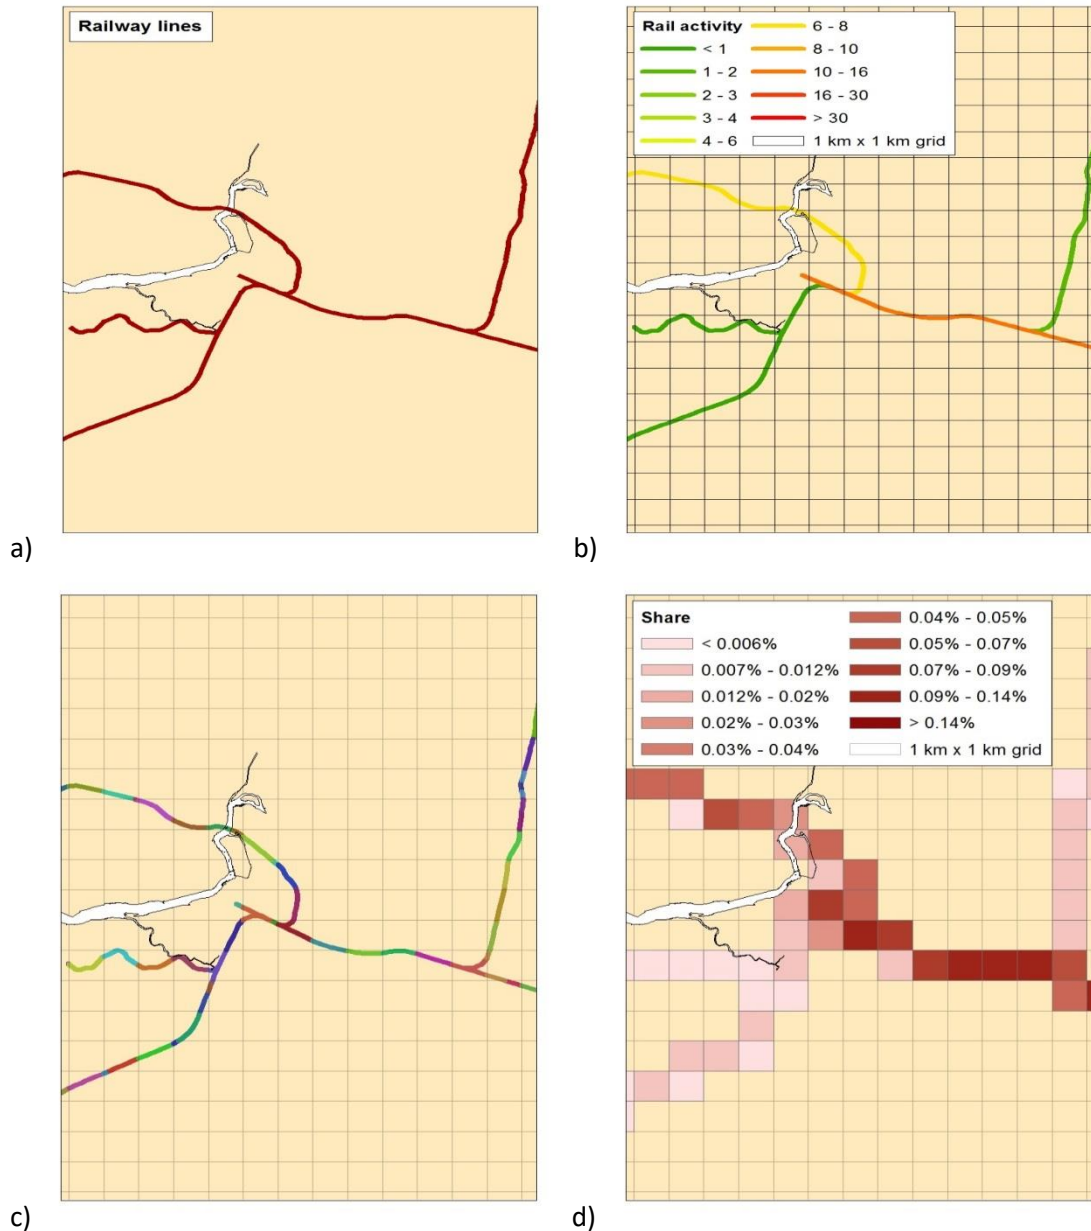 Railway lines
Rail activity
< 1
1 - 2
2 - 3
3 - 4
4 - 6
6 - 8
8 - 10
10 - 16
16 - 30
> 30
1 km x 1 km grid
a)
b)
Share
< 0.006%
0.007% - 0.012%
0.012% - 0.02%
0.02% - 0.03%
0.03% - 0.04%
0.04% - 0.05%
0.05% - 0.07%
0.07% - 0.09%
0.09% - 0.14%
> 0.14%
1 km x 1 km grid
c)
d)